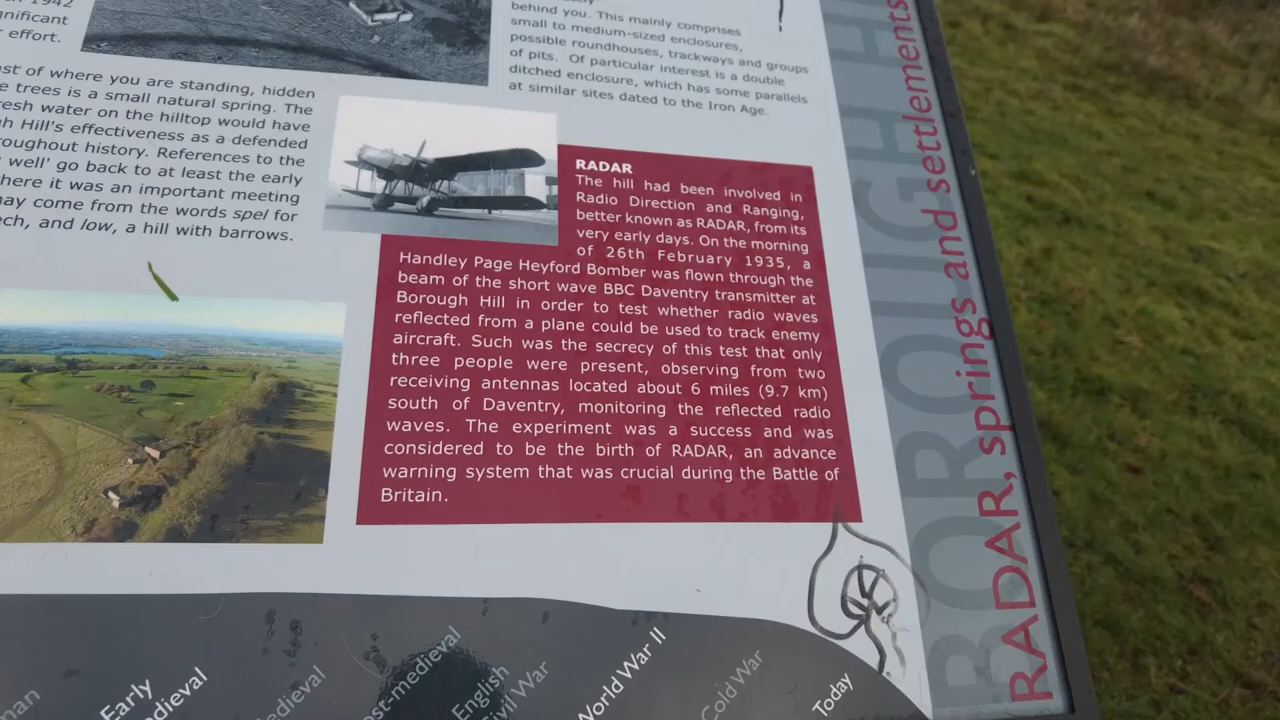 1942
gnificant
effort.
ast of where you are standing, hidden
e trees is a small natural spring. The
resh water on the hilltop would have
gh Hill's effectiveness as a defended
roughout history. References to the
well' go back to at least the early
where it was an important meeting
may come from the words spel for
ech, and low, a hill with barrows.
behind you. This mainly comprises
small to medium-sized enclosures,
possible roundhouses, trackways and groups
of pits. Of particular interest is a double
ditched enclosure, which has some parallels
at similar sites dated to the Iron Age.
RADAR
The hill had been involved in
Radio Direction and Ranging,
better known as RADAR, from its
very early days. On the morning
of 26th February 1935, a
Handley Page Heyford Bomber was flown through the
beam of the short wave BBC Daventry transmitter at
Borough Hill in order to test whether radio waves
reflected from a plane could be used to track enemy
aircraft. Such was the secrecy of this test that only
three people were present, observing from two
receiving antennas located about 6 miles (9.7 km)
south of Daventry, monitoring the reflected radio
waves. The experiment was a success and was
considered to be the birth of RADAR, an advance
warning system that was crucial during the Battle of
Britain.
BOROUGH H
RADAR, springs and settlements
man
Early
edieval
Medieval
ost-medieval
English
Civil War
World War II
Cold War
Today